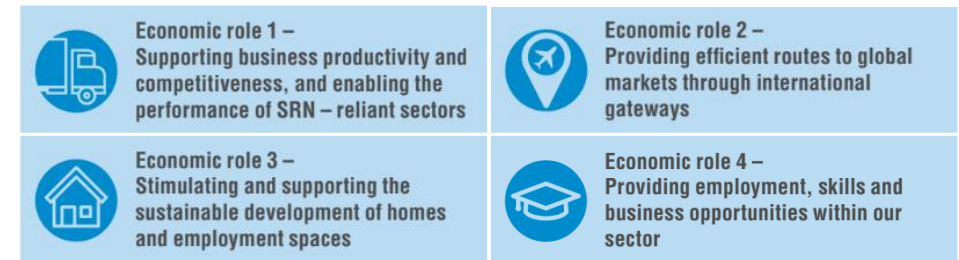 Economic role 1 –
Supporting business productivity and
competitiveness, and enabling the
performance of SRN – reliant sectors
Economic role 2 –
Providing efficient routes to global
markets through international
gateways
Economic role 3 –
Stimulating and supporting the
sustainable development of homes
and employment spaces
Economic role 4 –
Providing employment, skills and
business opportunities within our
sector